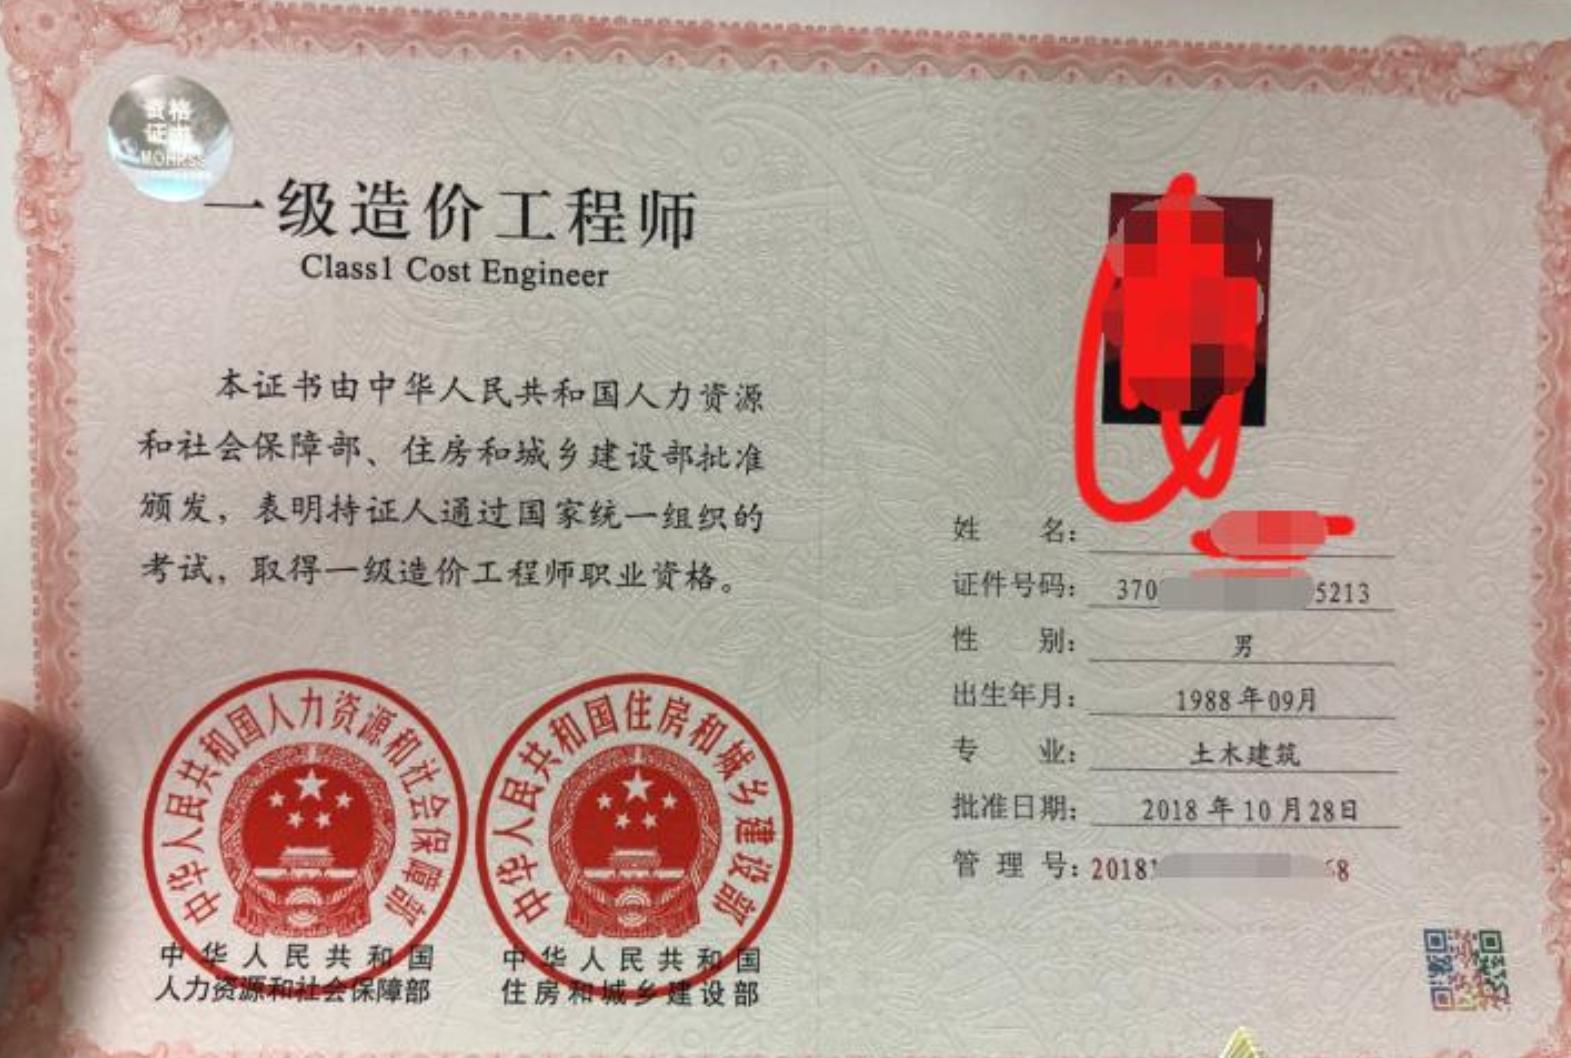 资格
证书
MOHRSS
一级造价工程师
Class1 Cost Engineer
本证书由中华人民共和国人力资源
和社会保障部、住房和城乡建设部批准
颁发，表明持证人通过国家统一组织的
考试，取得一级造价工程师职业资格。
中华人民共和国人力资源和社会保障部
中华人民共和国
人力资源和社会保障部
中华人民共和国住房和城乡建设部
中华人民共和国
住房和城乡建设部
姓 名：
证件号码： 370 5213
性 别： 男
出生年月： 1988年09月
专 业： 土木建筑
批准日期： 2018年10月28日
管 理 号：2018 8